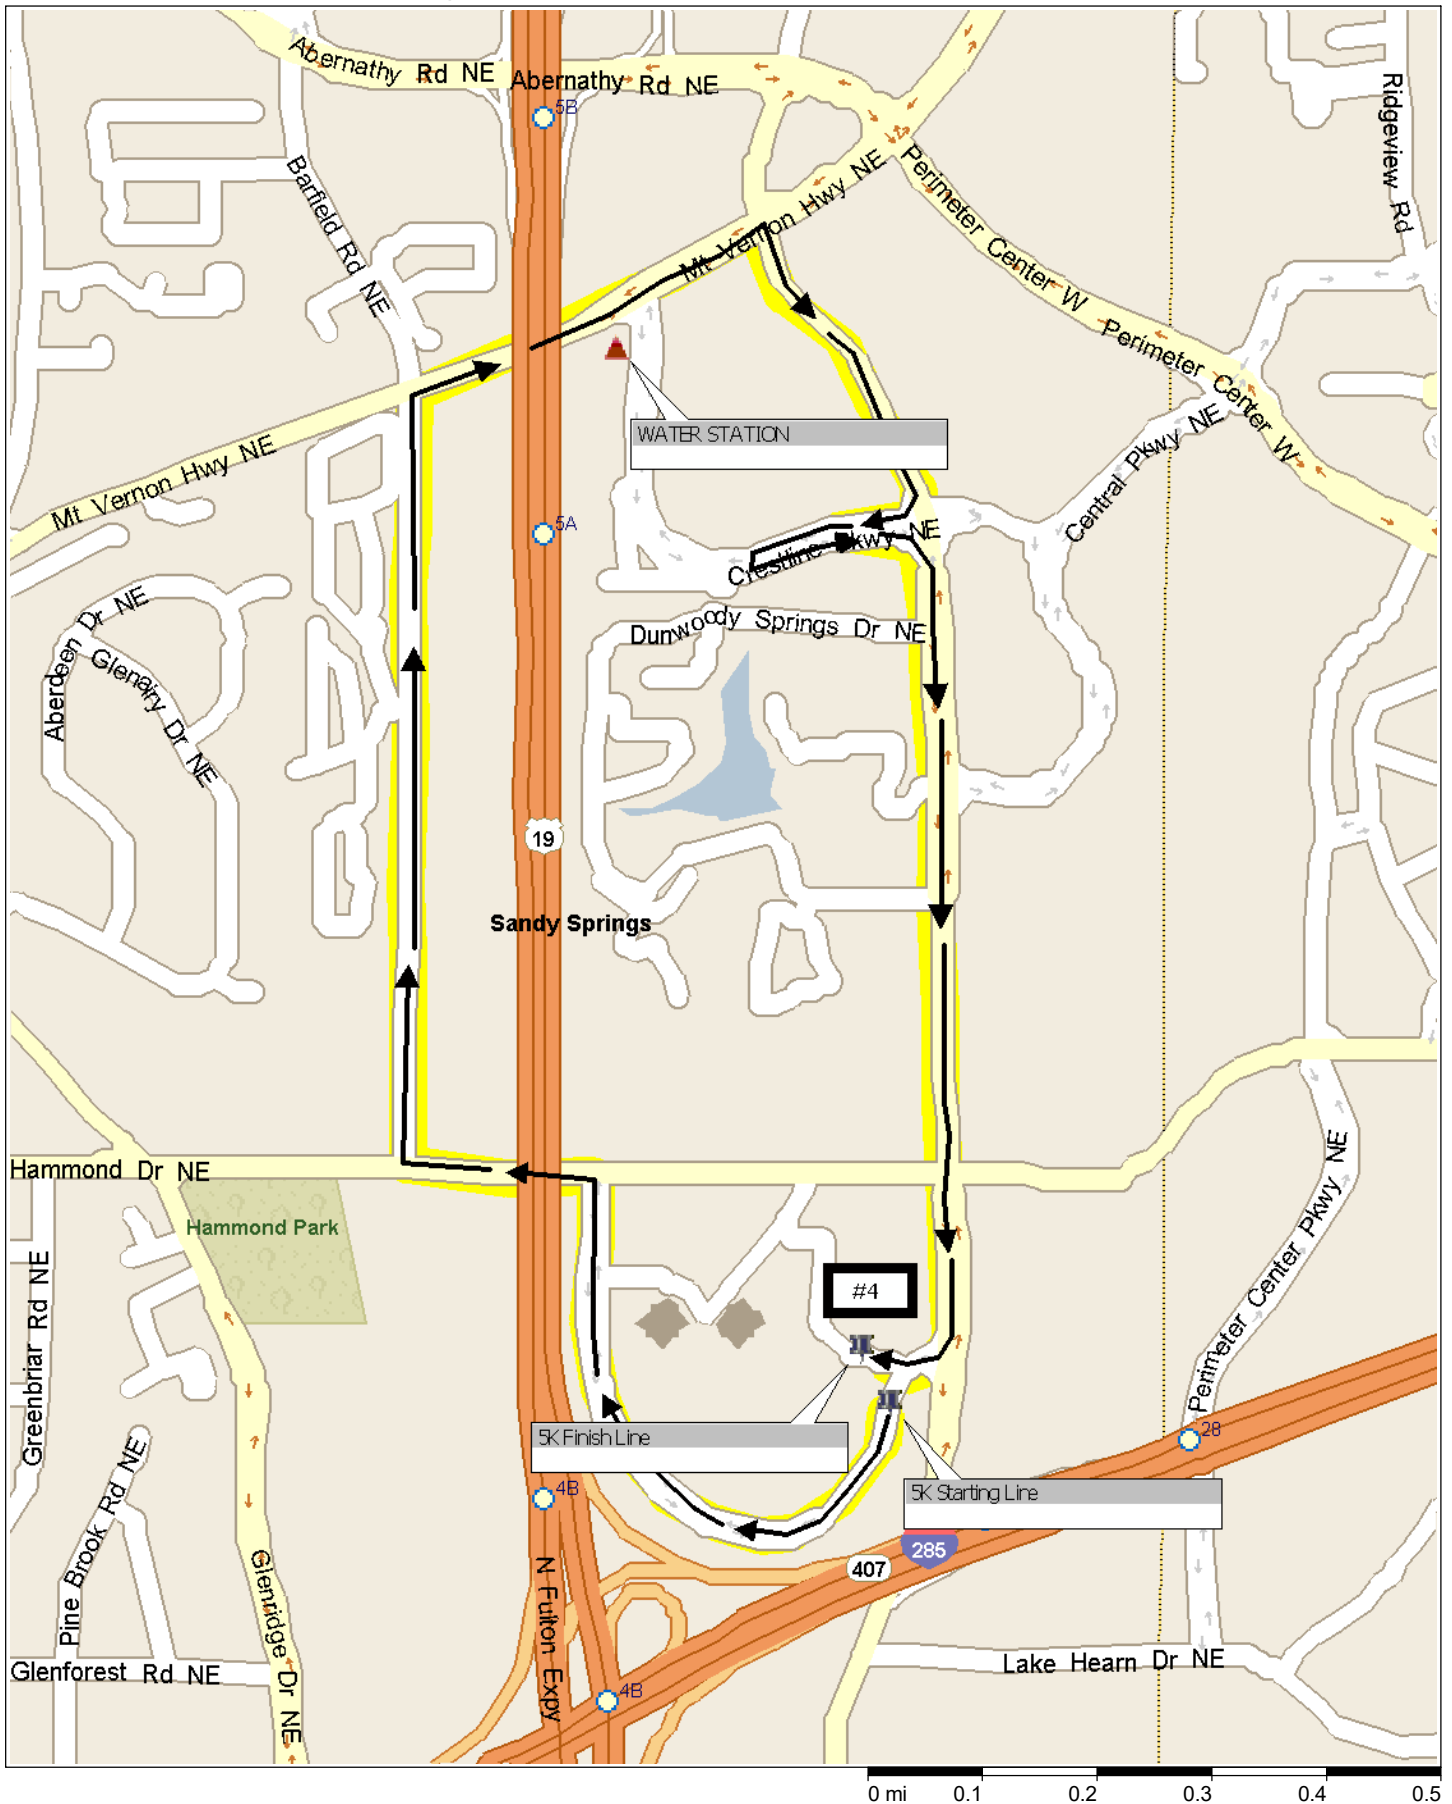 Abernathy Rd NE
Abernathy Rd NE
5B
Ridgeview Rd
Barfield Rd NE
Mt Vernon Hwy NE
Perimeter Center W
Perimeter Center W
WATER STATION
Central Pkwy NE
Mt Vernon Hwy NE
5A
Crestline Pkwy NE
Aberdeen Dr NE
Glenairy Dr NE
Dunwoody Springs Dr NE
19
Sandy Springs
Hammond Dr NE
Hammond Park
Perimeter Center Pkwy NE
#4
Greenbriar Rd NE
5K Finish Line
28
4B
5K Starting Line
Pine Brook Rd NE
285
407
Glenridge Dr NE
N Fulton Expy
Glenforest Rd NE
Lake Hearn Dr NE
4B
0 mi 0.1 0.2 0.3 0.4 0.5